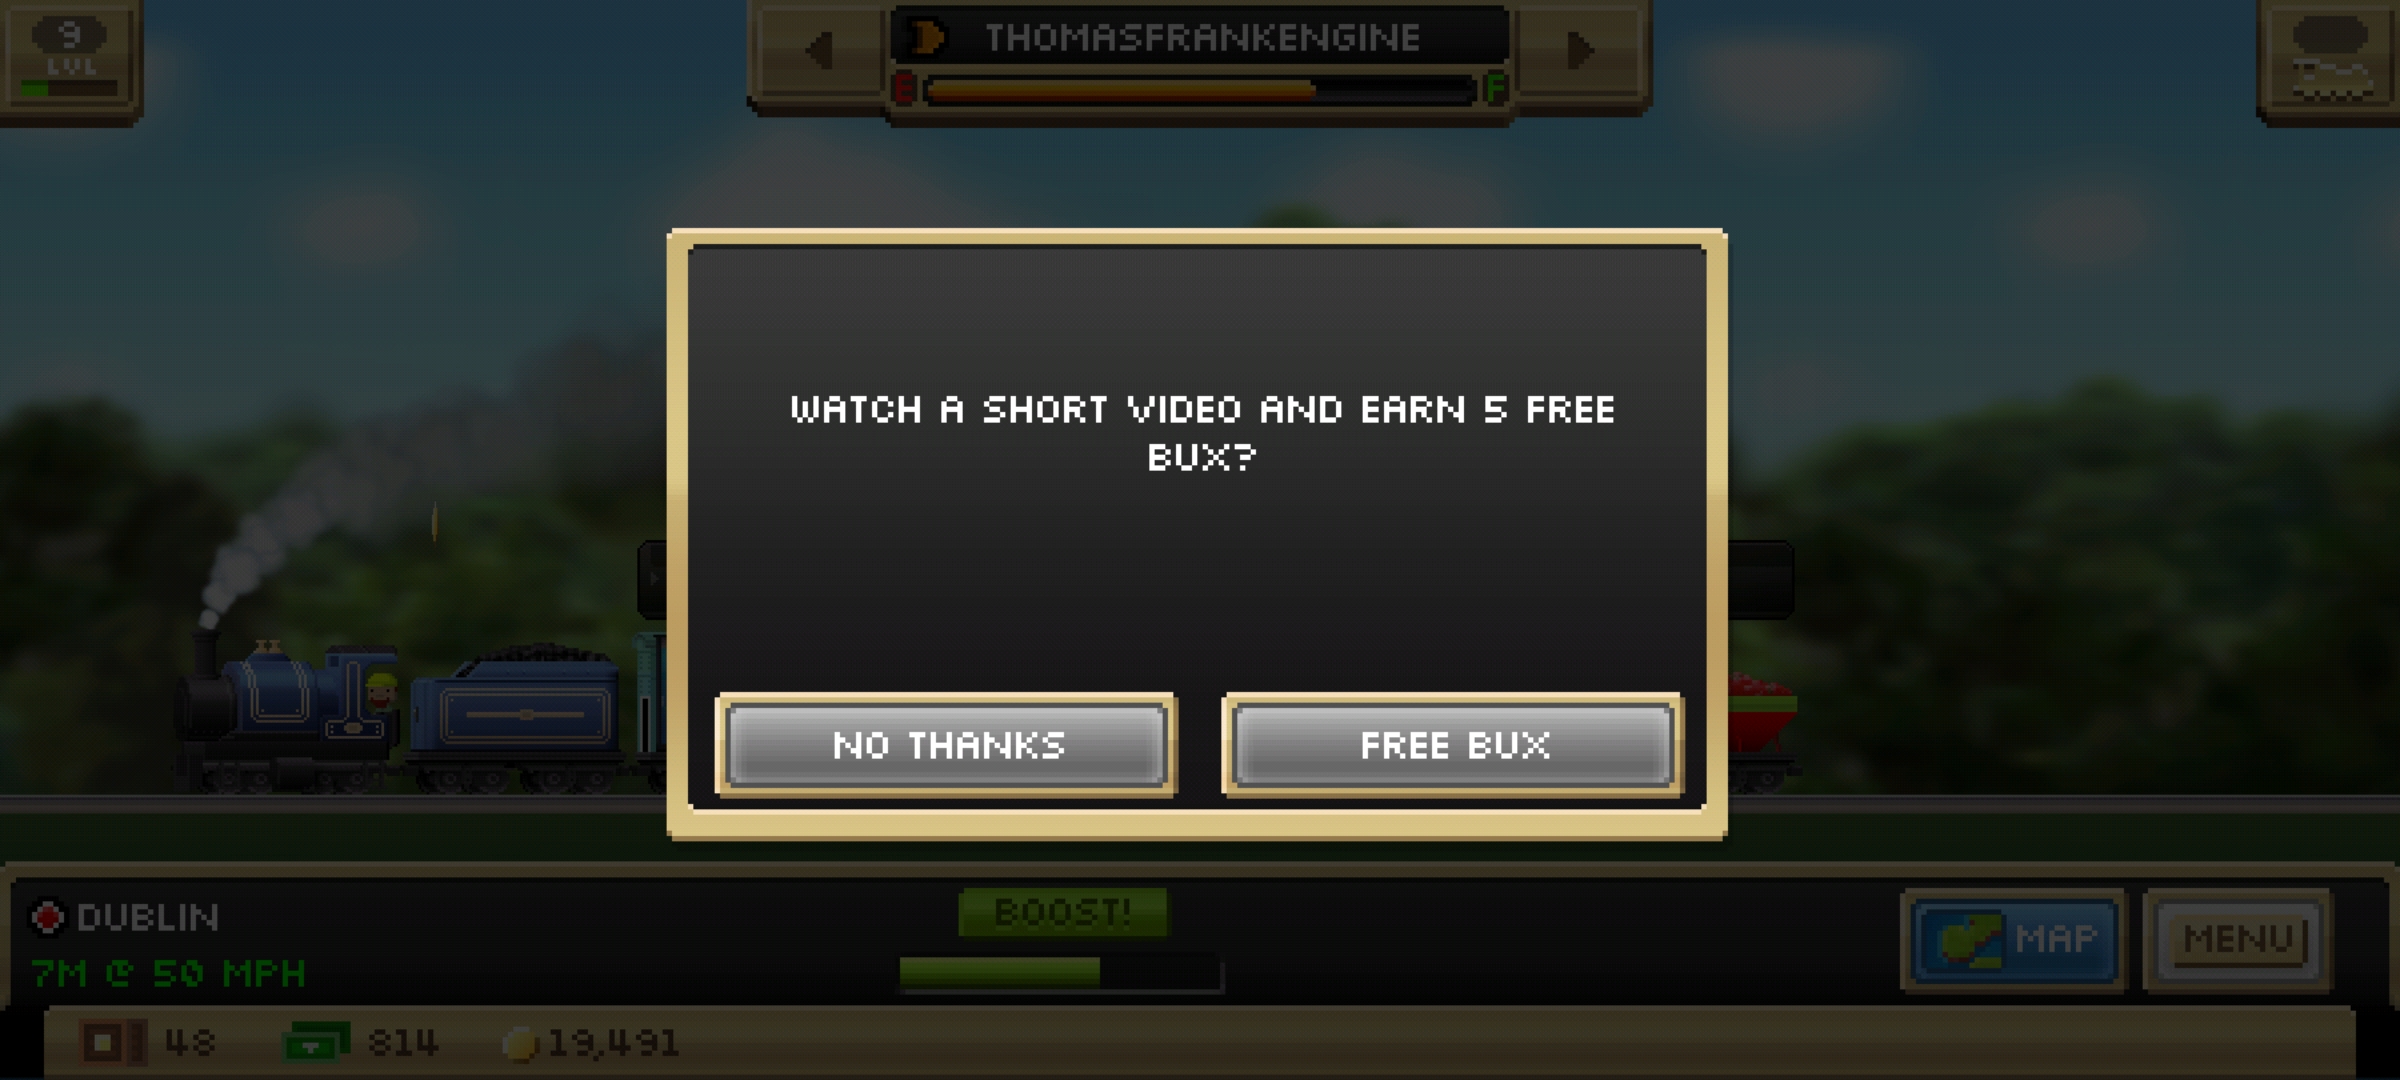 9
LVL
THOMASFRANKENGINE
E F
WATCH A SHORT VIDEO AND EARN 5 FREE
BUX?
NO THANKS
FREE BUX
DUBLIN
7M @ 50 MPH
BOOST!
MAP
MENU
48
814
19,491